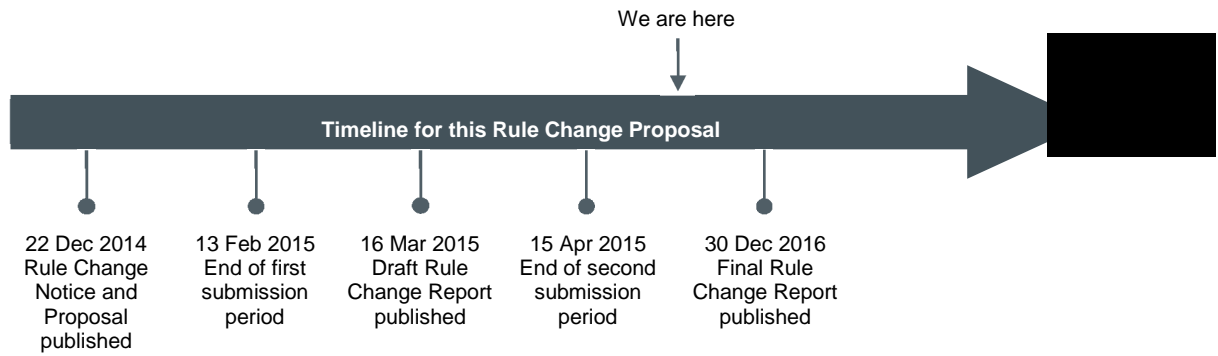 We are here
Timeline for this Rule Change Proposal
22 Dec 2014
Rule Change
Notice and
Proposal
published
13 Feb 2015
End of first
submission
period
16 Mar 2015
Draft Rule
Change Report
published
15 Apr 2015
End of second
submission
period
30 Dec 2016
Final Rule
Change Report
published